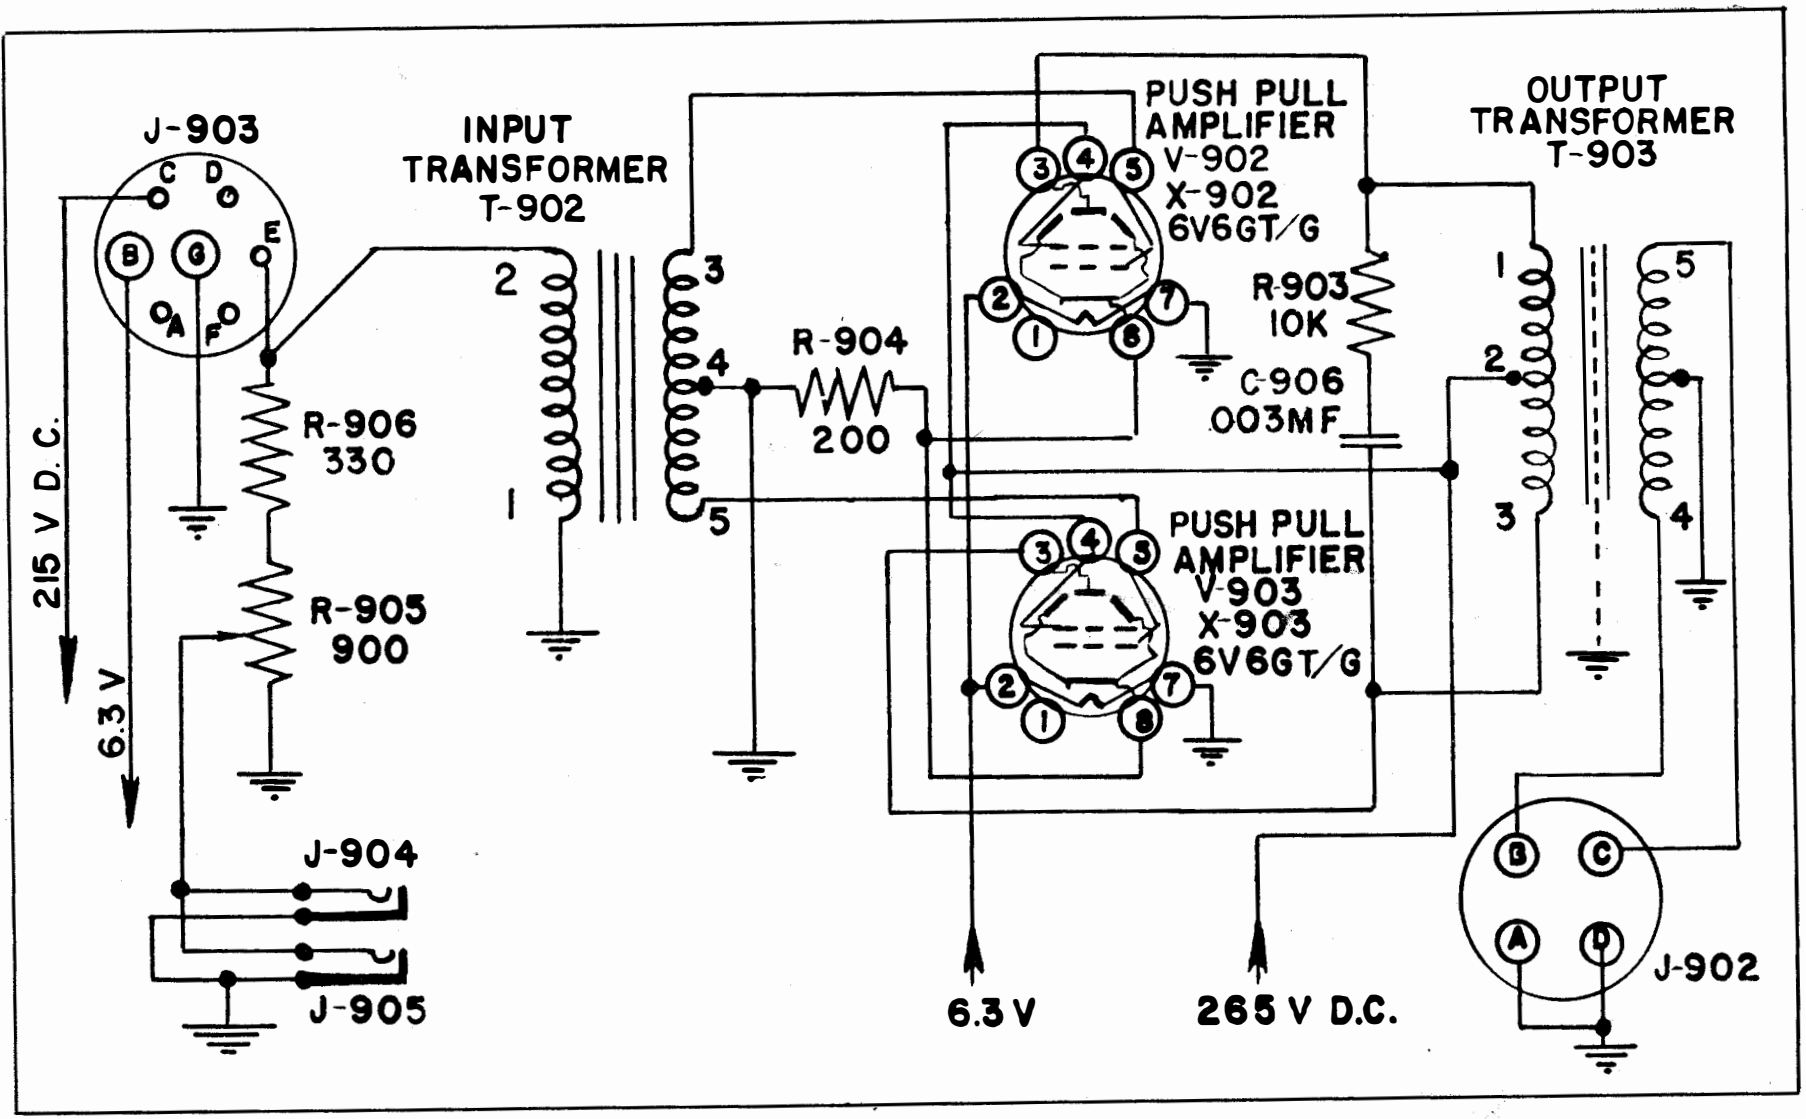 J-903
C D
B G E
A F
215 V D.C.
6.3 V
R-906
330
R-905
900
J-904
J-905
INPUT
TRANSFORMER
T-902
2
1
3
4
5
R-904
200
PUSH PULL
AMPLIFIER
V-902
X-902
6V6GT/G
3 4 5
2 7
1 8
R-903
10K
C-906
.003MF
PUSH PULL
AMPLIFIER
V-903
X-903
6V6GT/G
3 4 5
2 7
1 8
6.3 V
265 V D.C.
OUTPUT
TRANSFORMER
T-903
1
2
3
5
4
B C
A D
J-902